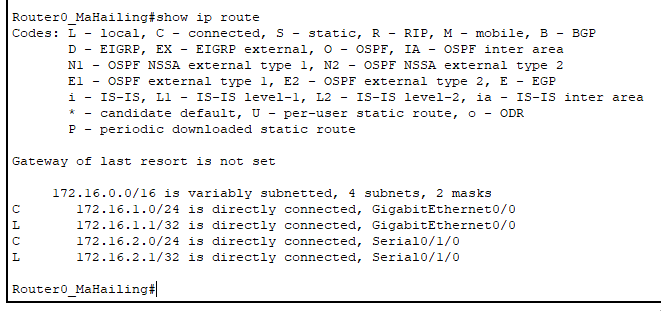 Router0_MaHailing#show ip route
Codes: L - local, C - connected, S - static, R - RIP, M - mobile, B - BGP
       D - EIGRP, EX - EIGRP external, O - OSPF, IA - OSPF inter area
       N1 - OSPF NSSA external type 1, N2 - OSPF NSSA external type 2
       E1 - OSPF external type 1, E2 - OSPF external type 2, E - EGP
       i - IS-IS, L1 - IS-IS level-1, L2 - IS-IS level-2, ia - IS-IS inter area
       * - candidate default, U - per-user static route, o - ODR
       P - periodic downloaded static route

Gateway of last resort is not set

     172.16.0.0/16 is variably subnetted, 4 subnets, 2 masks
C       172.16.1.0/24 is directly connected, GigabitEthernet0/0
L       172.16.1.1/32 is directly connected, GigabitEthernet0/0
C       172.16.2.0/24 is directly connected, Serial0/1/0
L       172.16.2.1/32 is directly connected, Serial0/1/0

Router0_MaHailing#